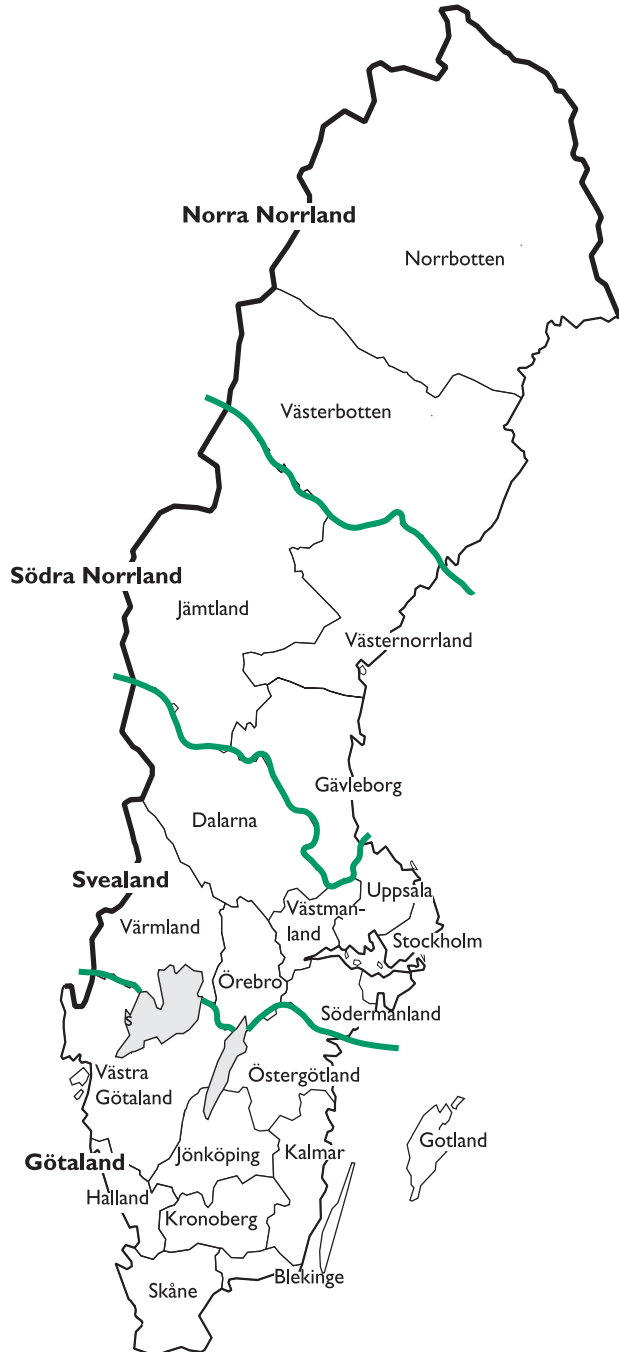 Norra Norrland
Norrbotten
Västerbotten
Södra Norrland
Jämtland
Västernorrland
Gävleborg
Dalarna
Svealand
Uppsala
Västman-
land
Värmland
Stockholm
Örebro
Södermanland
s
Västra
Götaland
Östergötland
Gotland
Götaland
Jönköping
Kalmar
Halland
Kronoberg
Blekinge
Skåne